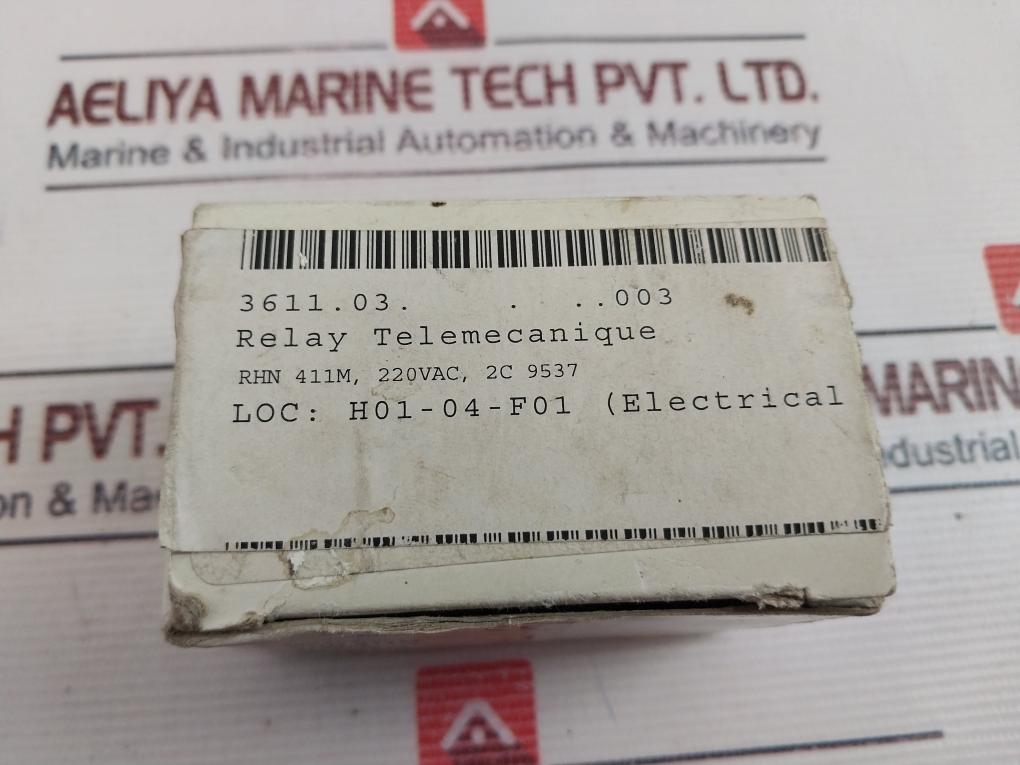 AELIYA MARINE TECH PVT. LTD.
Marine & Industrial Automation & Machinery
3611.03. . ..003
Relay Telemecanique
RHN 411M, 220VAC, 2C 9537
LOC: H01-04-F01 (Electrical
H PVT.
on & Ma
MARIN
dustrial